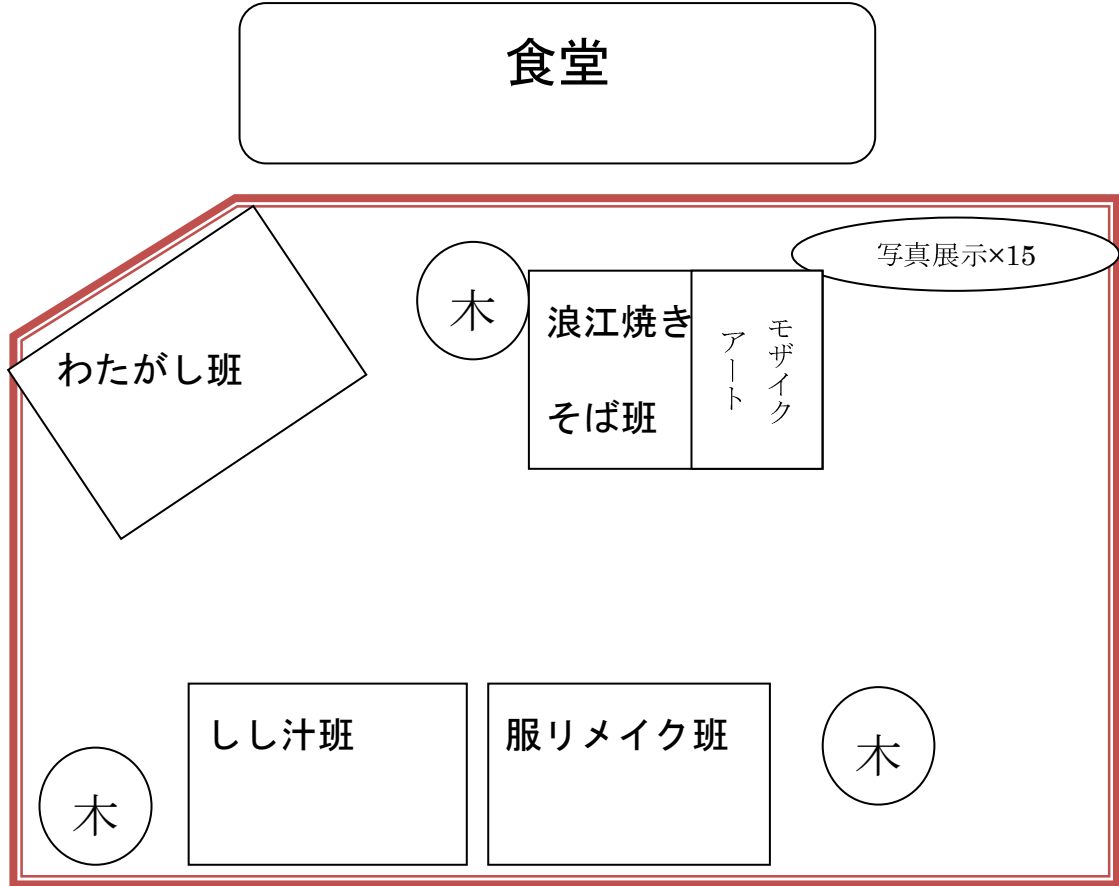 食堂
写真展示×15
木
浪江焼き
そば班
モザイク
アート
わたがし班
しし汁班
服リメイク班
木
木